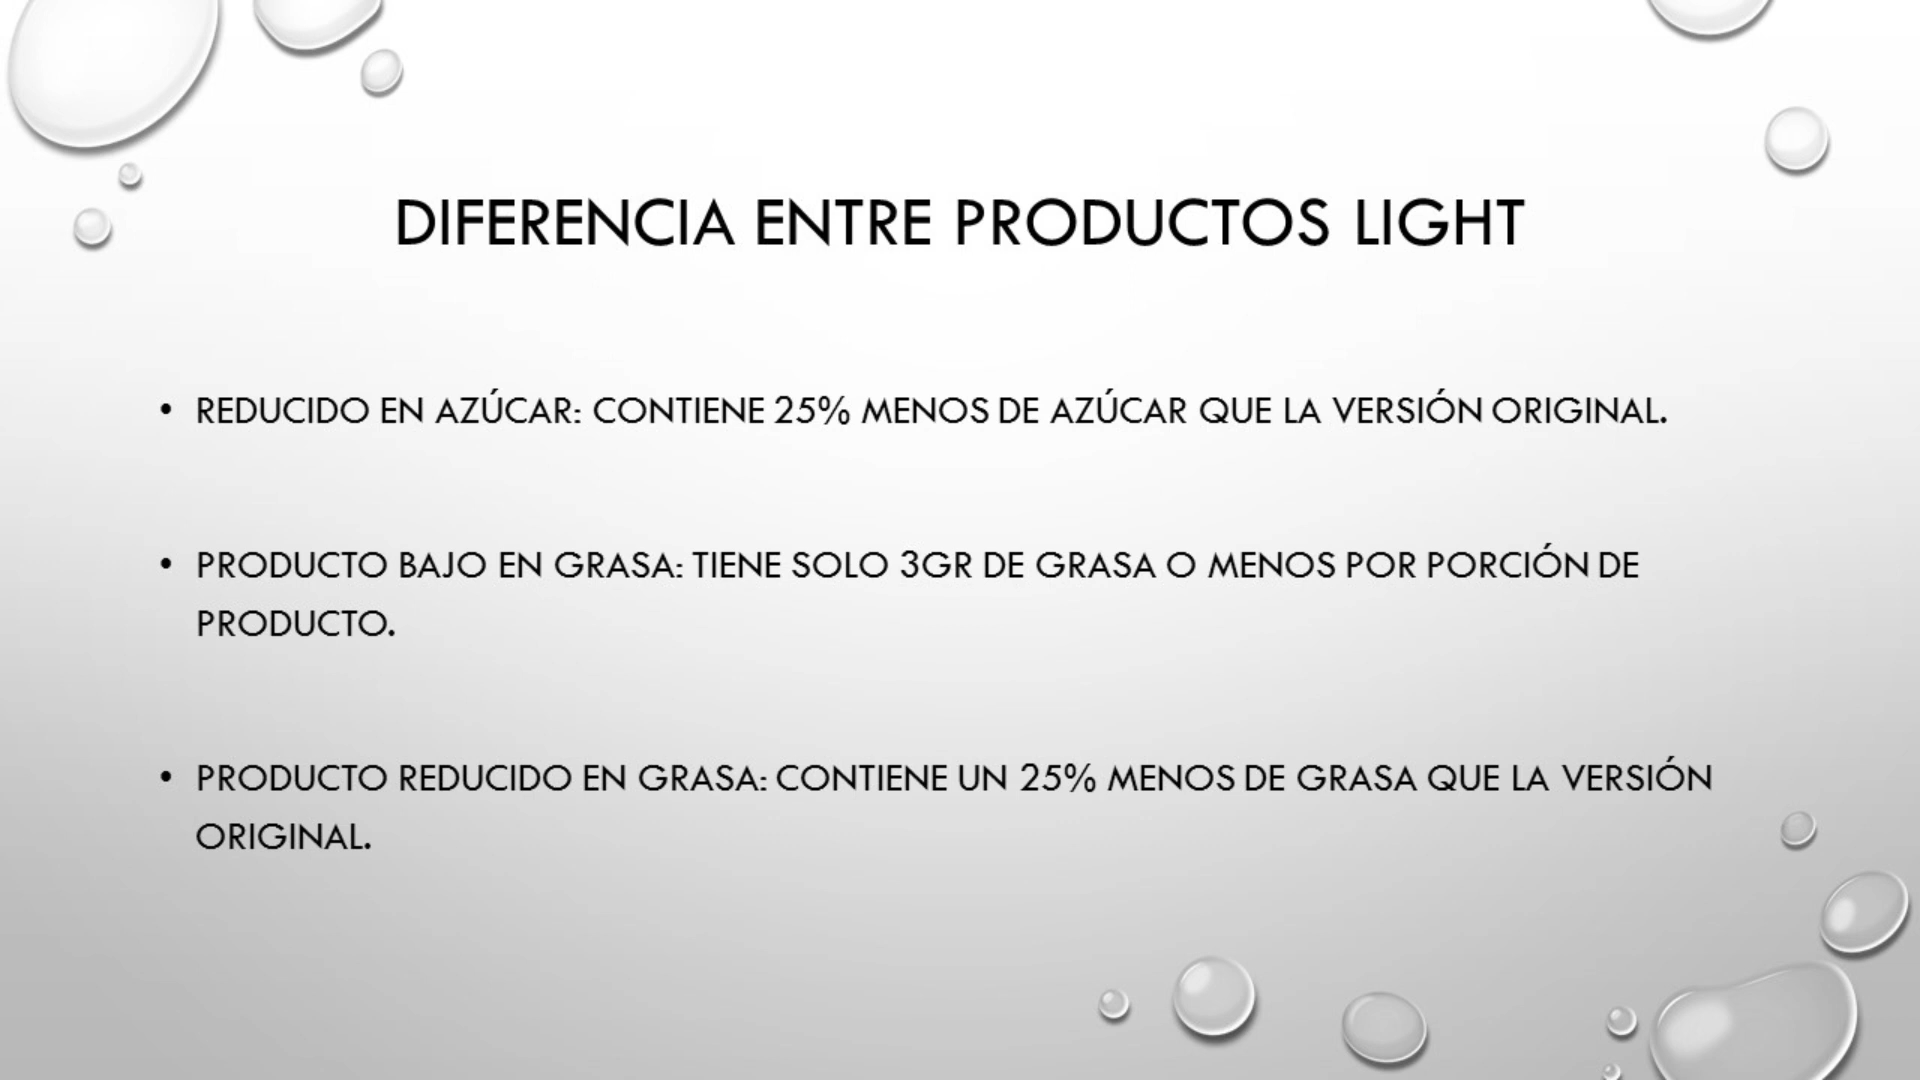 DIFERENCIA ENTRE PRODUCTOS LIGHT
• REDUCIDO EN AZÚCAR: CONTIENE 25% MENOS DE AZÚCAR QUE LA VERSIÓN ORIGINAL.
• PRODUCTO BAJO EN GRASA: TIENE SOLO 3GR DE GRASA O MENOS POR PORCIÓN DE
PRODUCTO.
• PRODUCTO REDUCIDO EN GRASA: CONTIENE UN 25% MENOS DE GRASA QUE LA VERSIÓN
ORIGINAL.